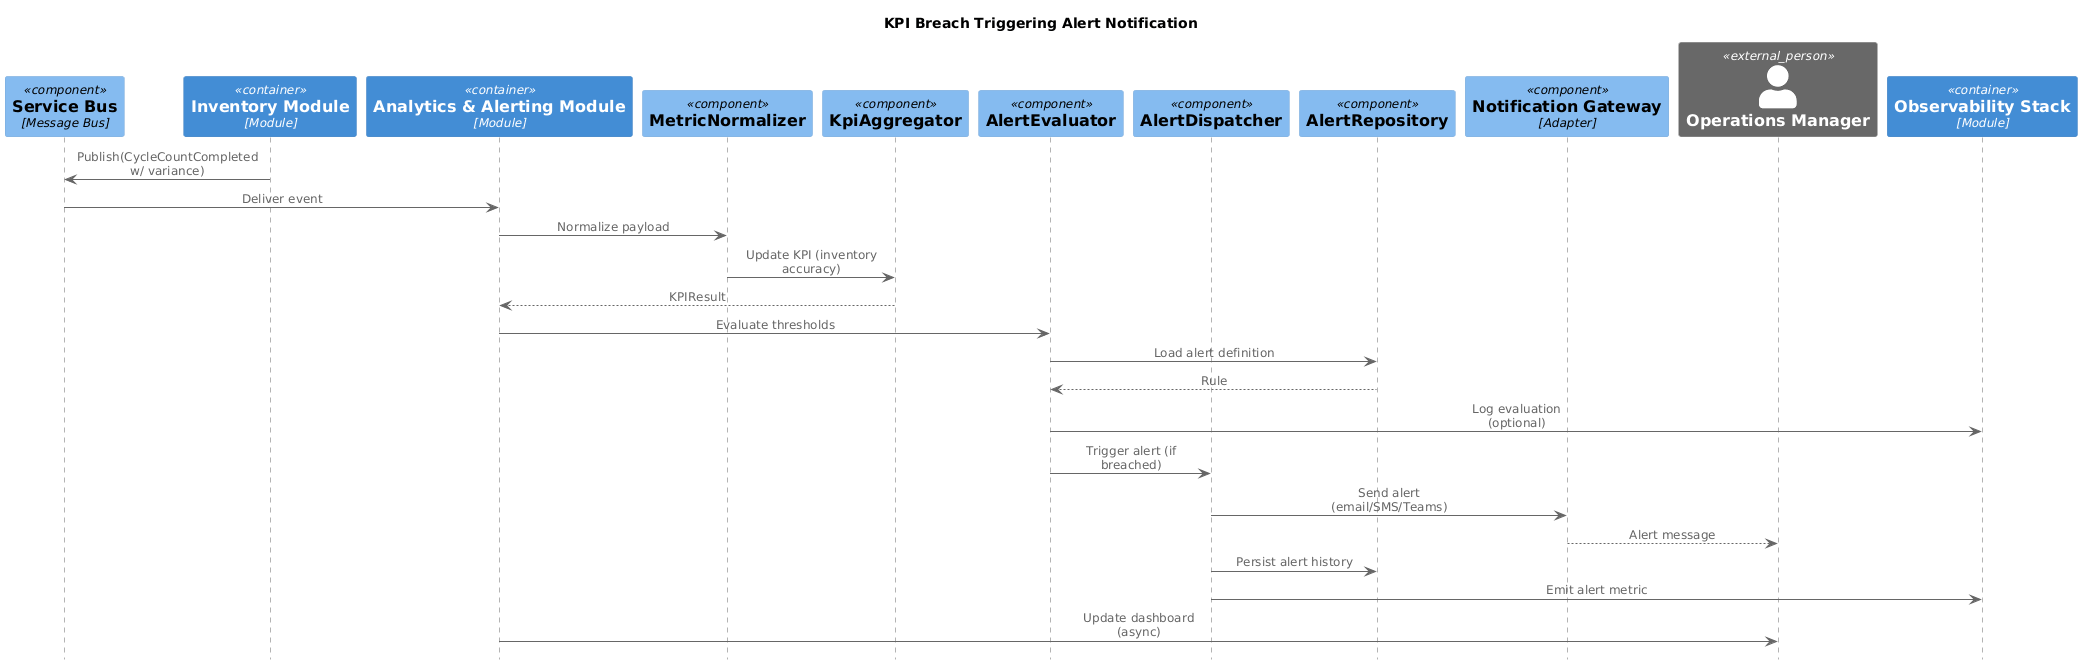 KPI Breach Triggering Alert Notification
«component»
Service Bus
[Message Bus]
«container»
Inventory Module
[Module]
«container»
Analytics & Alerting Module
[Module]
«component»
MetricNormalizer
«component»
KpiAggregator
«component»
AlertEvaluator
«component»
AlertDispatcher
«component»
AlertRepository
«component»
Notification Gateway
[Adapter]
«external_person»
Operations Manager
«container»
Observability Stack
[Module]
Publish(CycleCountCompleted
w/ variance)
Deliver event
Normalize payload
Update KPI (inventory
accuracy)
KPIResult
Evaluate thresholds
Load alert definition
Rule
Log evaluation
(optional)
Trigger alert (if
breached)
Send alert
(email/SMS/Teams)
Alert message
Persist alert history
Emit alert metric
Update dashboard
(async)